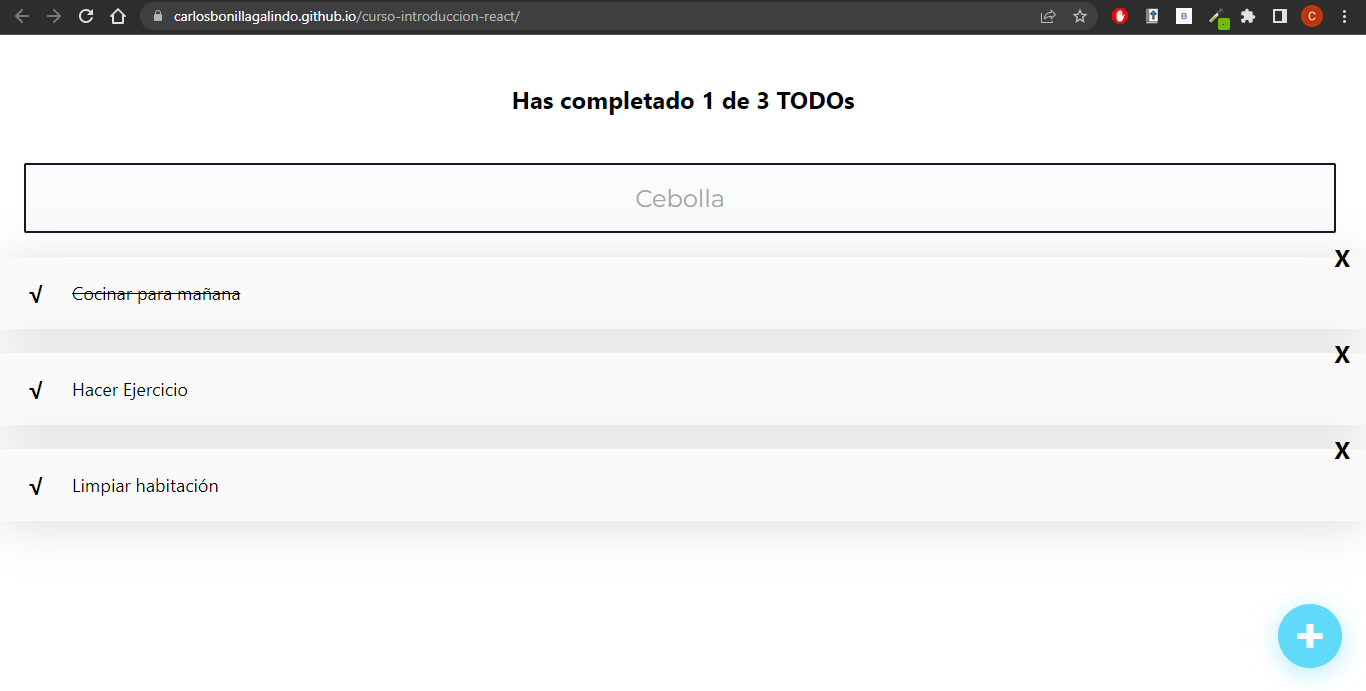 carlosbonillagalindo.github.io/curso-introduccion-react/
B
C
Has completado 1 de 3 TODOs
Cebolla
X
√ Cocinar para mañana
X
√ Hacer Ejercicio
X
√ Limpiar habitación
+